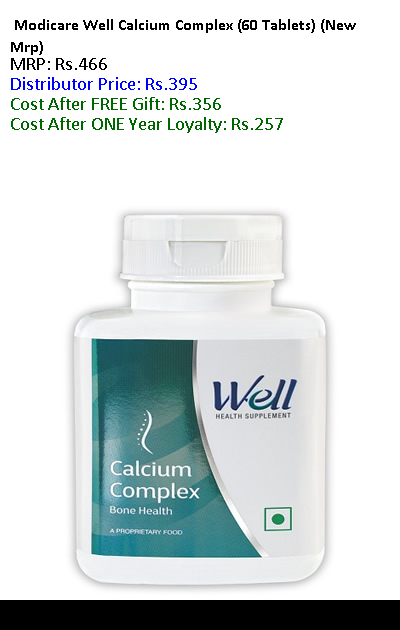 Modicare Well Calcium Complex (60 Tablets) (New
Mrp)
MRP: Rs.466
Distributor Price: Rs.395
Cost After FREE Gift: Rs.356
Cost After ONE Year Loyalty: Rs.257
Well
HEALTH SUPPLEMENT
Calcium
Complex
Bone Health
A PROPRIETARY FOOD